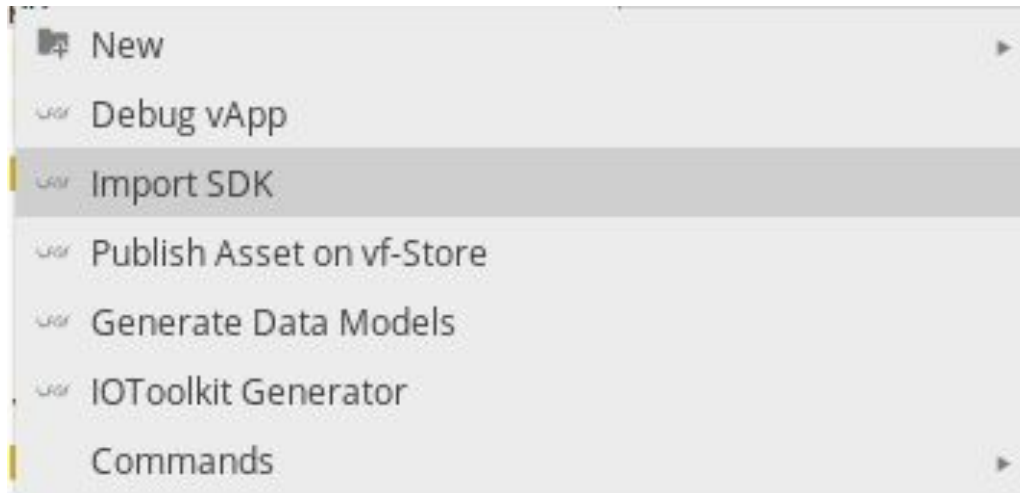 New
Debug vApp
Import SDK
Publish Asset on vf-Store
Generate Data Models
IOToolkit Generator
Commands